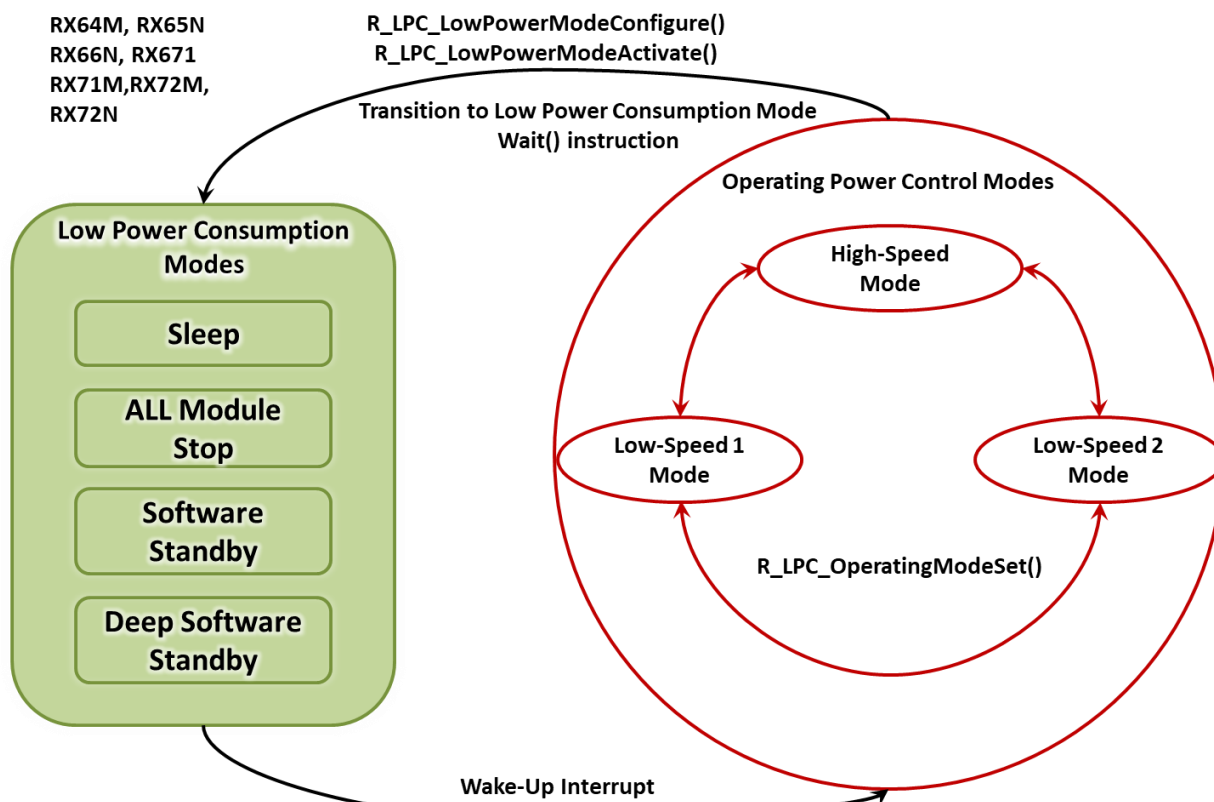 RX64M, RX65N
RX66N, RX671
RX71M,RX72M,
RX72N
R_LPC_LowPowerModeConfigure()
R_LPC_LowPowerModeActivate()
Transition to Low Power Consumption Mode
Wait() instruction
Low Power Consumption
Modes
Sleep
ALL Module
Stop
Software
Standby
Deep Software
Standby
Operating Power Control Modes
High-Speed
Mode
Low-Speed 1
Mode
Low-Speed 2
Mode
R_LPC_OperatingModeSet()
Wake-Up Interrupt